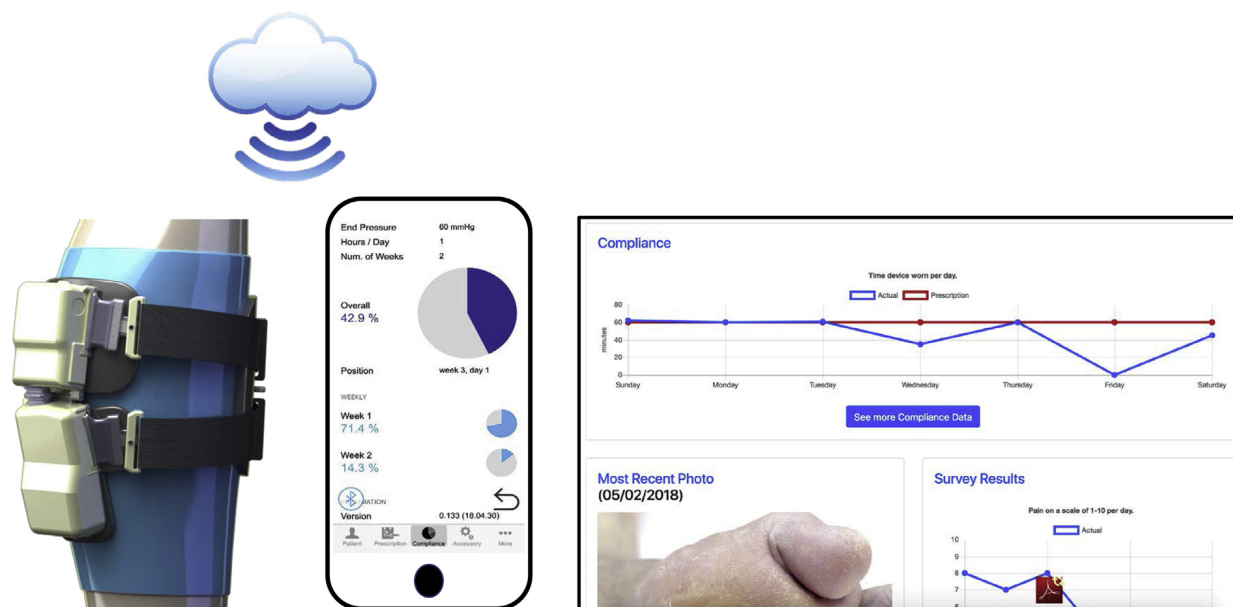 End Pressure 60 mmHg
Hours / Day 1
Num. of Weeks 2
Overall
42.9 %
Position week 3, day 1
WEEKLY
Week 1
71.4 %
Week 2
14.3 %
MATION
Version 0.133 (18.04.30)
Patient Prescription Compliance Accessory More
Compliance
Time device worn per day.
Actual Prescription
minutes
80
60
40
20
0
Sunday Monday Tuesday Wednesday Thursday Friday Saturday
See more Compliance Data
Most Recent Photo
(05/02/2018)
Survey Results
Pain on a scale of 1-10 per day.
Actual
10
9
8
7
6